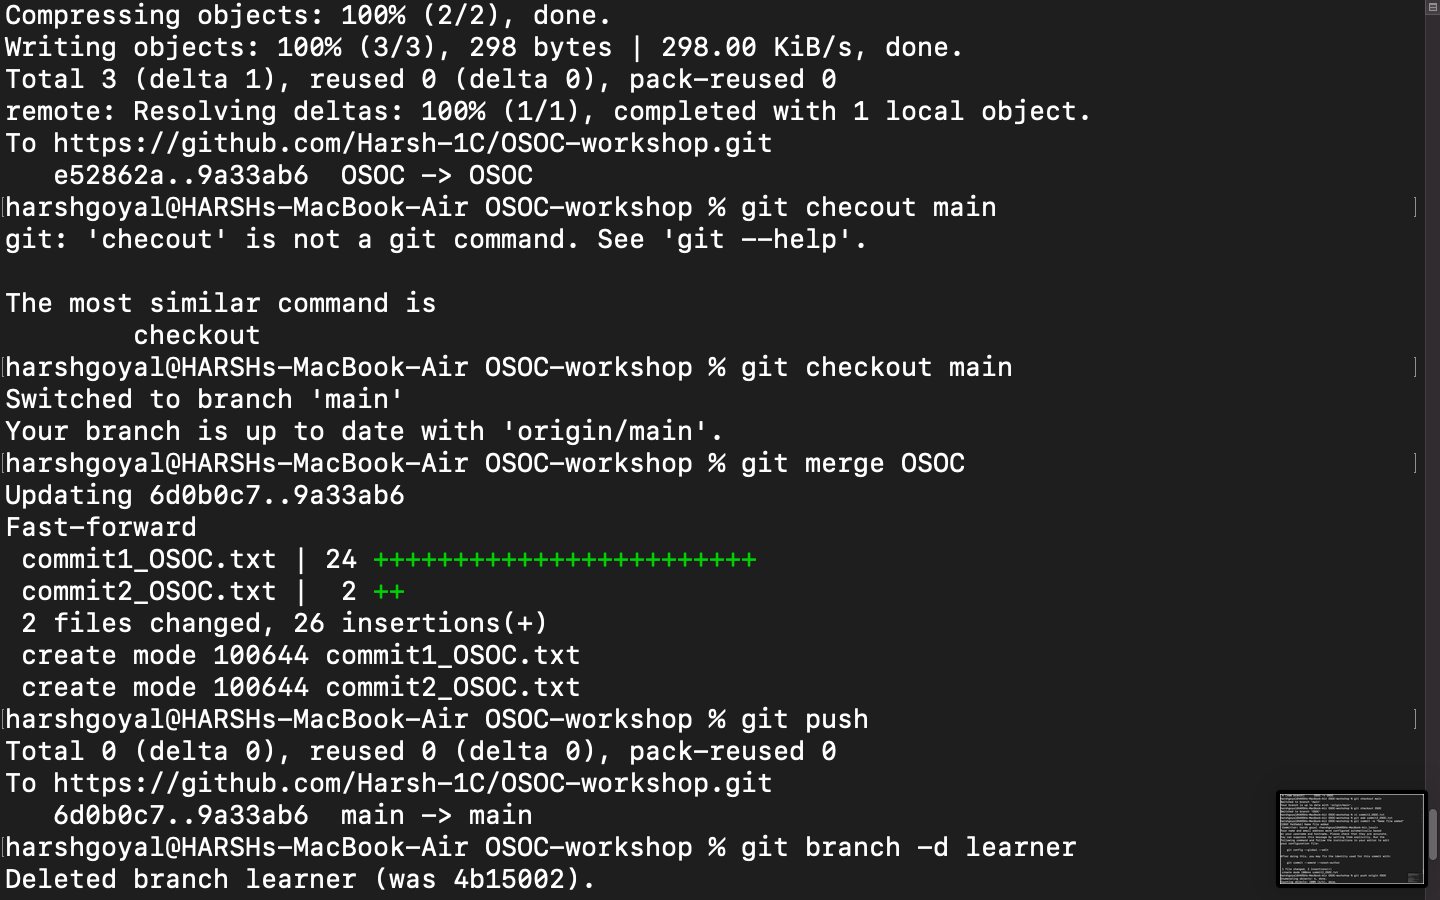 Compressing objects: 100% (2/2), done.
Writing objects: 100% (3/3), 298 bytes | 298.00 KiB/s, done.
Total 3 (delta 1), reused 0 (delta 0), pack-reused 0
remote: Resolving deltas: 100% (1/1), completed with 1 local object.
To https://github.com/Harsh-1C/OSOC-workshop.git
   e52862a..9a33ab6  OSOC -> OSOC
[harshgoyal@HARSHs-MacBook-Air OSOC-workshop % git checout main ]
git: 'checout' is not a git command. See 'git --help'.

The most similar command is
        checkout
[harshgoyal@HARSHs-MacBook-Air OSOC-workshop % git checkout main ]
Switched to branch 'main'
Your branch is up to date with 'origin/main'.
[harshgoyal@HARSHs-MacBook-Air OSOC-workshop % git merge OSOC ]
Updating 6d0b0c7..9a33ab6
Fast-forward
 commit1_OSOC.txt | 24 ++++++++++++++++++++++++
 commit2_OSOC.txt |  2 ++
 2 files changed, 26 insertions(+)
 create mode 100644 commit1_OSOC.txt
 create mode 100644 commit2_OSOC.txt
[harshgoyal@HARSHs-MacBook-Air OSOC-workshop % git push ]
Total 0 (delta 0), reused 0 (delta 0), pack-reused 0
To https://github.com/Harsh-1C/OSOC-workshop.git
   6d0b0c7..9a33ab6  main -> main
[harshgoyal@HARSHs-MacBook-Air OSOC-workshop % git branch -d learner
Deleted branch learner (was 4b15002).